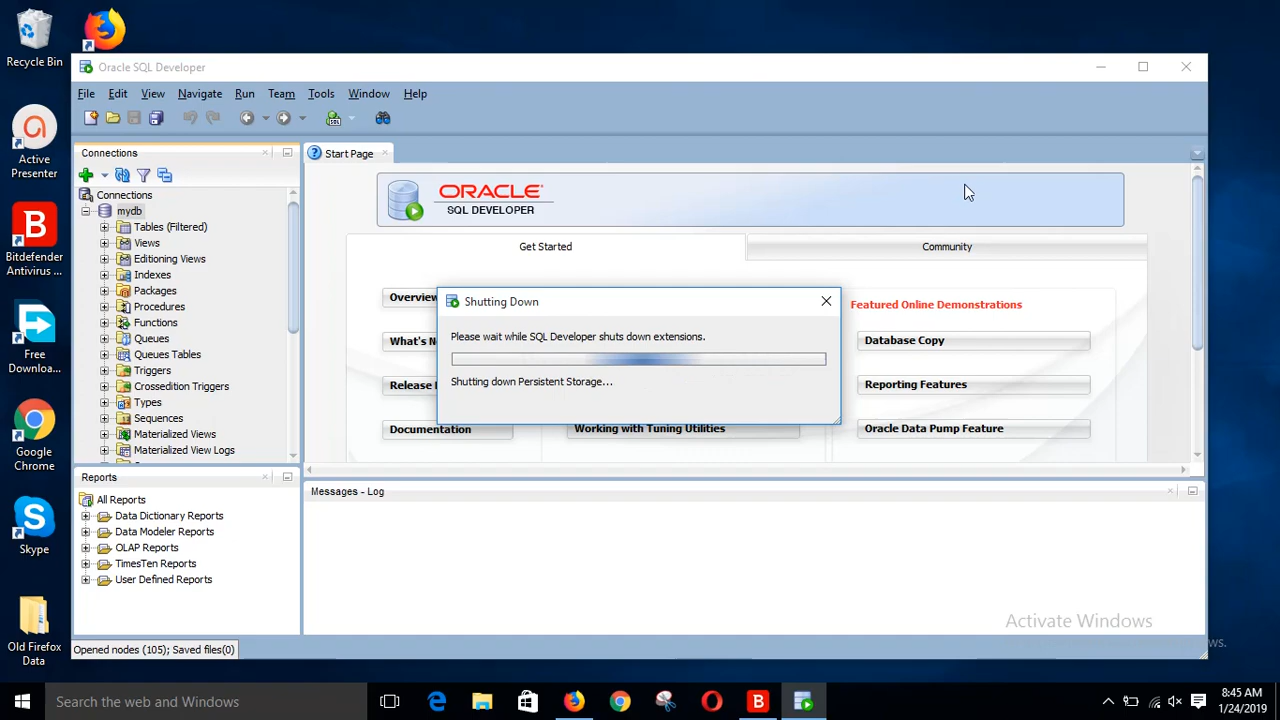 Recycle Bin
Active
Presenter
Bitdefender
Antivirus ...
Free
Downloa...
Google
Chrome
Skype
Old Firefox
Data
Oracle SQL Developer
File Edit View Navigate Run Team Tools Window Help
SQL
Connections
Connections
mydb
Tables (Filtered)
Views
Editioning Views
Indexes
Packages
Procedures
Functions
Queues
Queues Tables
Triggers
Crossedition Triggers
Types
Sequences
Materialized Views
Materialized View Logs
Reports
All Reports
Data Dictionary Reports
Data Modeler Reports
OLAP Reports
TimesTen Reports
User Defined Reports
Opened nodes (105); Saved files(0)
Start Page
ORACLE
SQL DEVELOPER
Get Started
Community
Overview
What's N
Release
Documentation
Working with Tuning Utilities
Featured Online Demonstrations
Database Copy
Reporting Features
Oracle Data Pump Feature
Shutting Down
Please wait while SQL Developer shuts down extensions.
Shutting down Persistent Storage...
Messages - Log
Activate Windows
ws.
Search the web and Windows
8:45 AM
1/24/2019